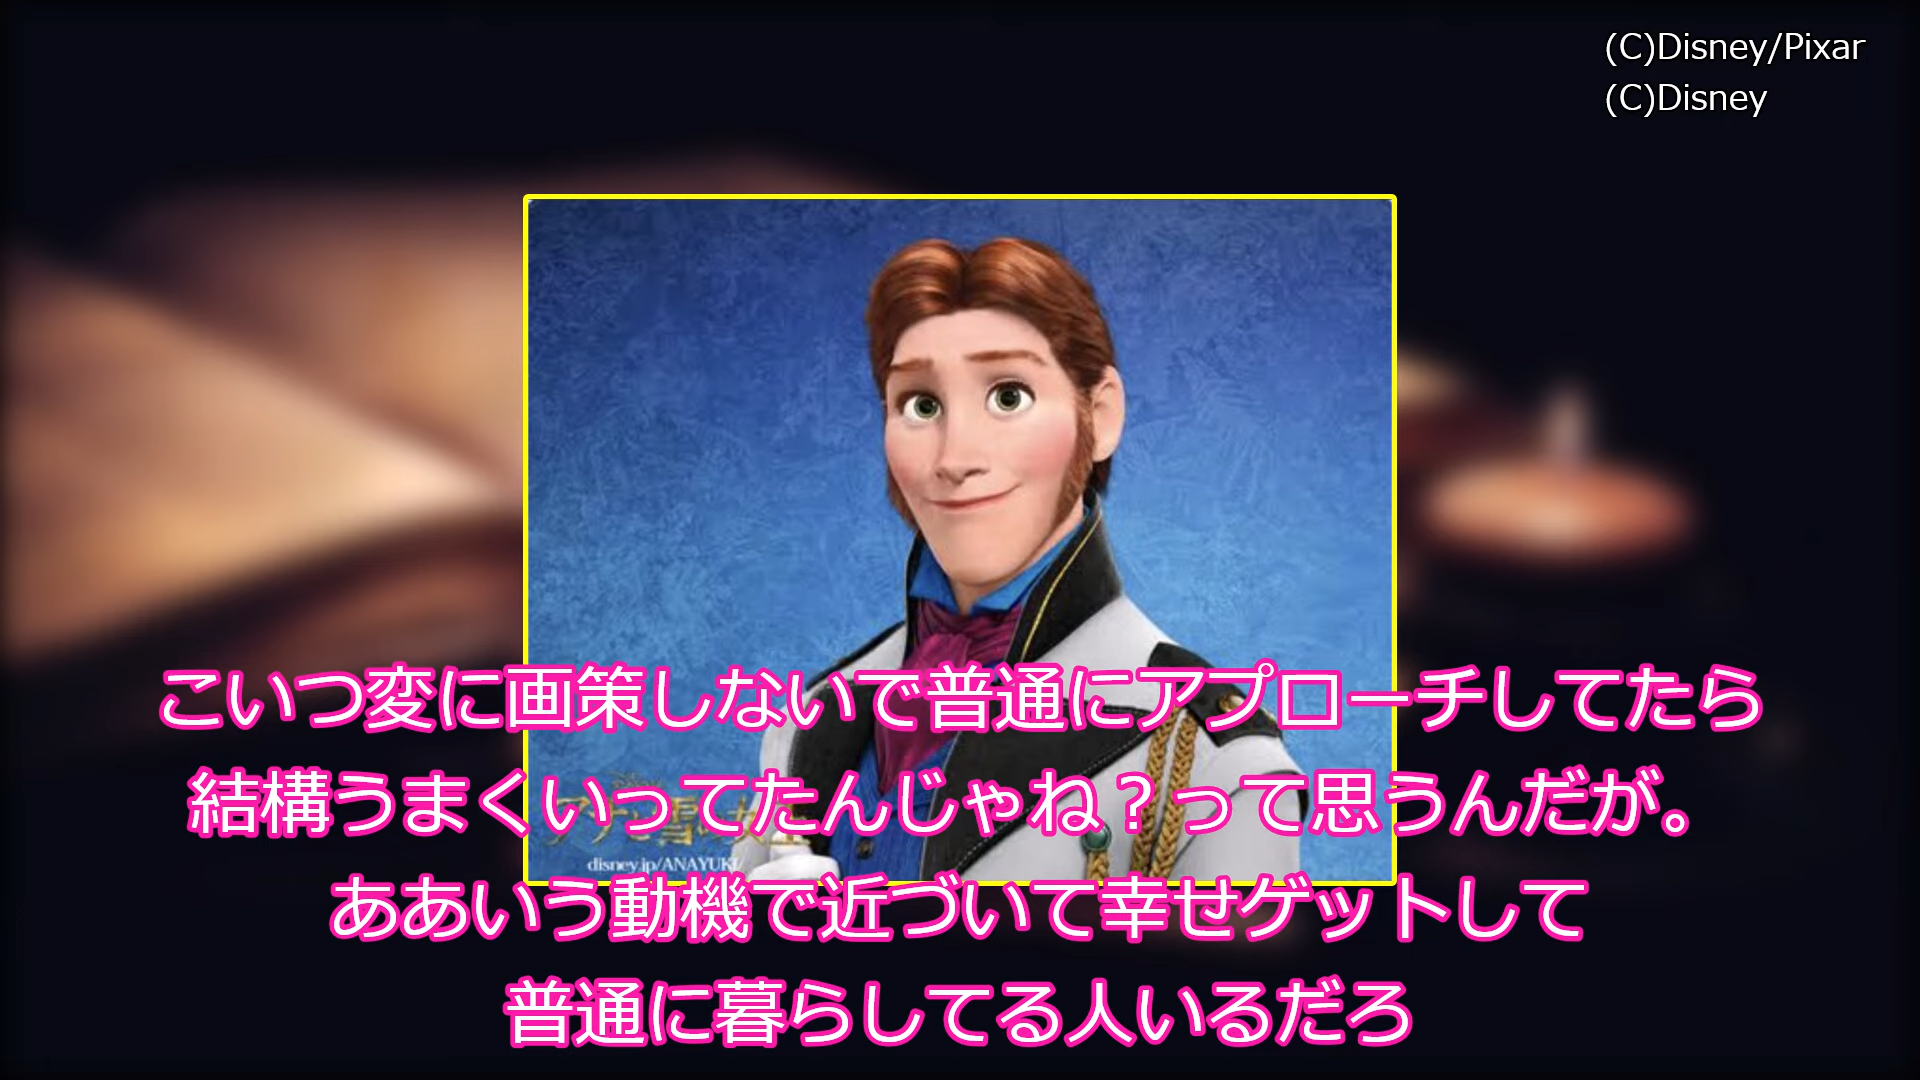 (C)Disney/Pixar
(C)Disney
こいつ変に画策しないで普通にアプローチしてたら
結構うまくいってたんじゃね？って思うんだが。
disney.jp/ANAYUKI/
ああいう動機で近づいて幸せゲットして
普通に暮らしてる人いるだろ